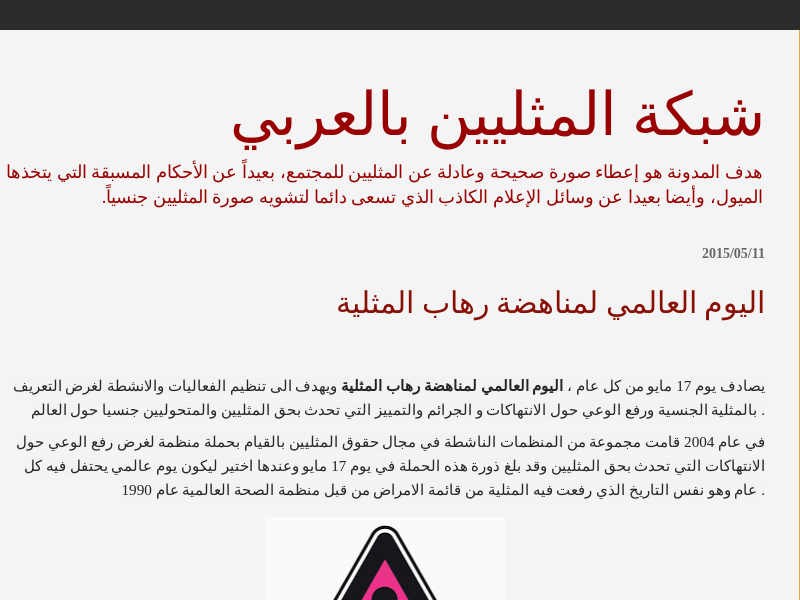 شبكة المثليين بالعربي
هدف المدونة هو إعطاء صورة صحيحة وعادلة عن المثليين للمجتمع، بعيداً عن الأحكام المسبقة التي يتخذها
الميول، وأيضا بعيدا عن وسائل الإعلام الكاذب الذي تسعى دائما لتشويه صورة المثليين جنسياً.
2015/05/11
اليوم العالمي لمناهضة رهاب المثلية
يصادف يوم 17 مايو من كل عام ، اليوم العالمي لمناهضة رهاب المثلية ويهدف الى تنظيم الفعاليات والانشطة لغرض التعريف
. بالمثلية الجنسية ورفع الوعي حول الانتهاكات و الجرائم والتمييز التي تحدث بحق المثليين والمتحوليين جنسيا حول العالم
في عام 2004 قامت مجموعة من المنظمات الناشطة في مجال حقوق المثليين بالقيام بحملة منظمة لغرض رفع الوعي حول
الانتهاكات التي تحدث بحق المثليين وقد بلغ ذورة هذه الحملة في يوم 17 مايو وعندها اختير ليكون يوم عالمي يحتفل فيه كل
. عام وهو نفس التاريخ الذي رفعت فيه المثلية من قائمة الامراض من قبل منظمة الصحة العالمية عام 1990